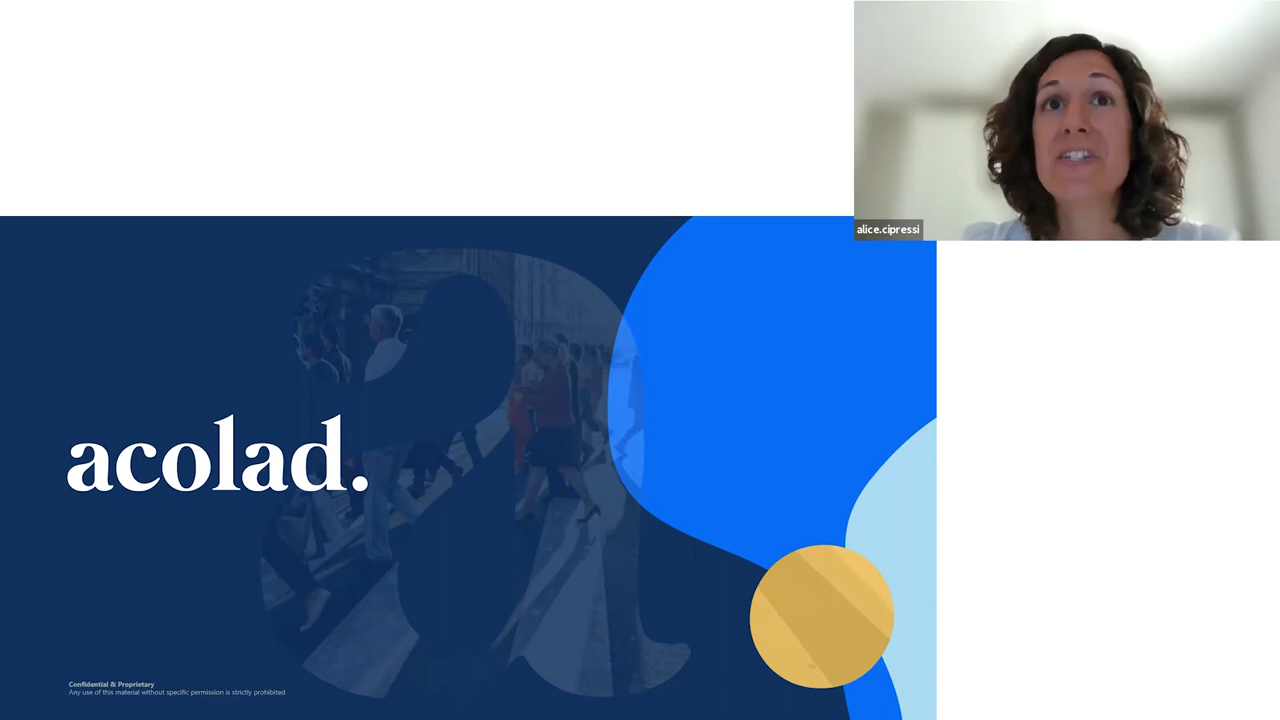 alice.cipressi
acolad.
Confidential & Proprietary
Any use of this material without specific permission is strictly prohibited